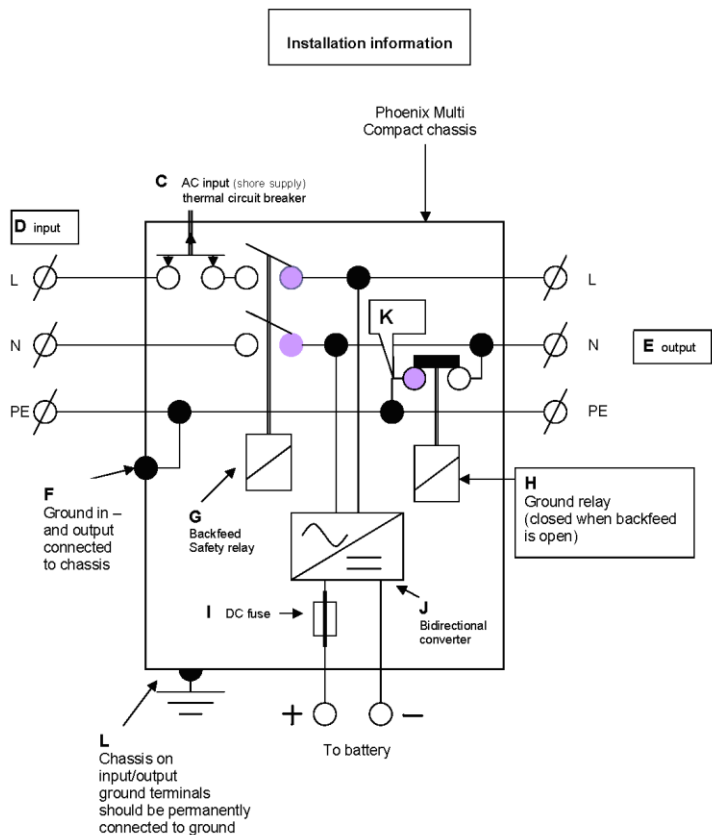 Installation information
Phoenix Multi
Compact chassis
C AC input (shore supply)
thermal circuit breaker
D input
L
L
K
N
N
E output
PE
PE
F
Ground in –
and output
connected
to chassis
G
Backfeed
Safety relay
H
Ground relay
(closed when backfeed
is open)
I DC fuse
J
Bidirectional
converter
+
–
To battery
L
Chassis on
input/output
ground terminals
should be permanently
connected to ground